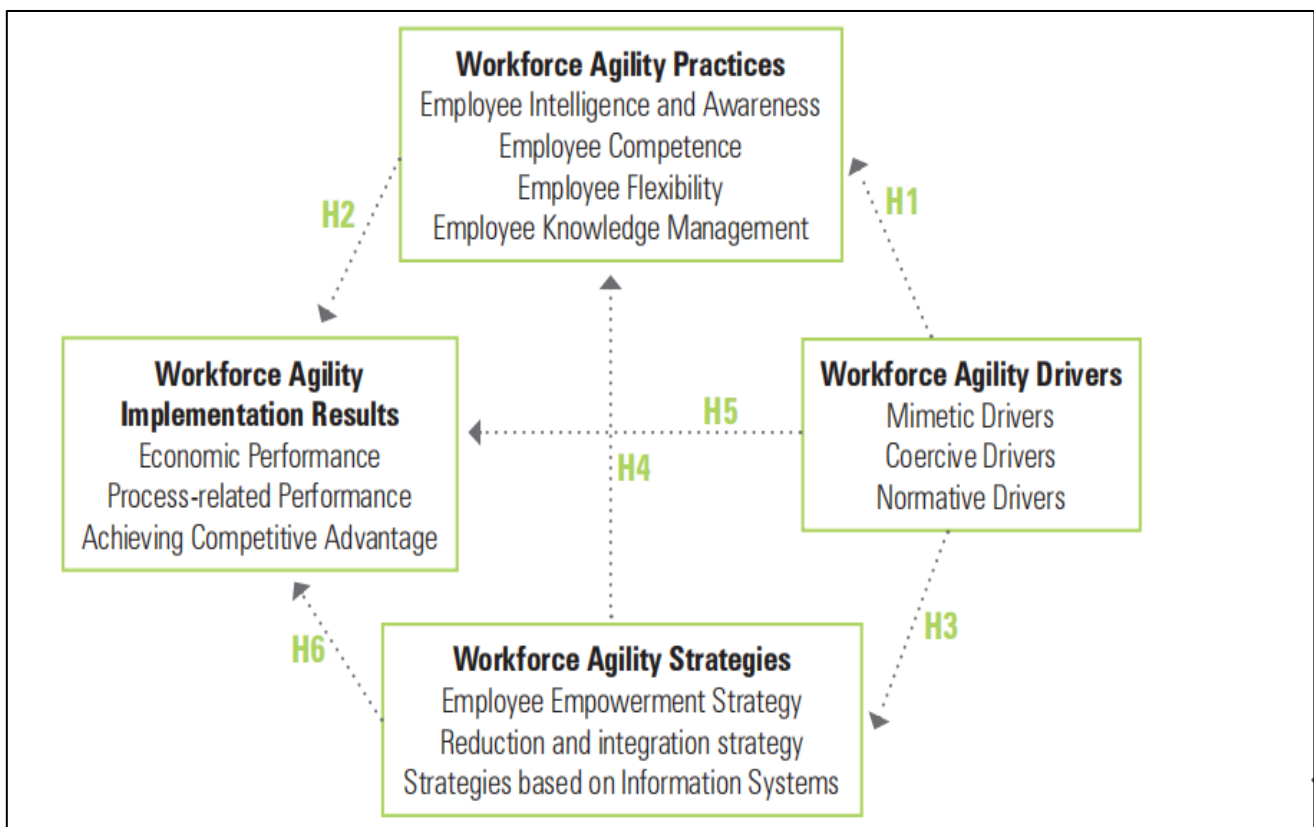 Workforce Agility Practices
Employee Intelligence and Awareness
Employee Competence
Employee Flexibility
Employee Knowledge Management
H2
H1
Workforce Agility
Implementation Results
Economic Performance
Process-related Performance
Achieving Competitive Advantage
H5
H4
Workforce Agility Drivers
Mimetic Drivers
Coercive Drivers
Normative Drivers
H6
H3
Workforce Agility Strategies
Employee Empowerment Strategy
Reduction and integration strategy
Strategies based on Information Systems